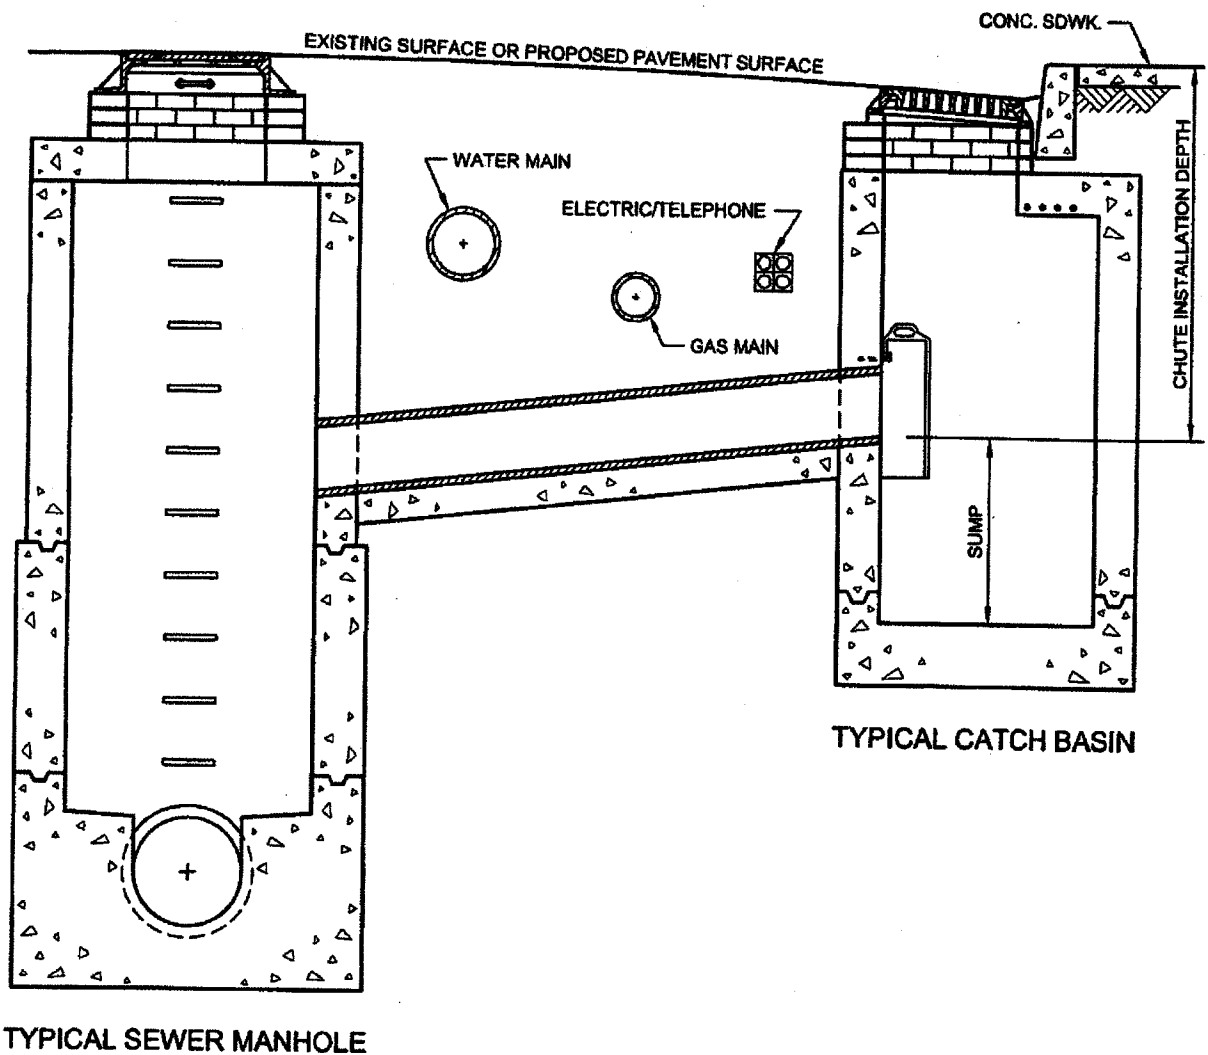 CONC. SDWK.
EXISTING SURFACE OR PROPOSED PAVEMENT SURFACE
WATER MAIN
ELECTRIC/TELEPHONE
GAS MAIN
CHUTE INSTALLATION DEPTH
SUMP
TYPICAL CATCH BASIN
TYPICAL SEWER MANHOLE